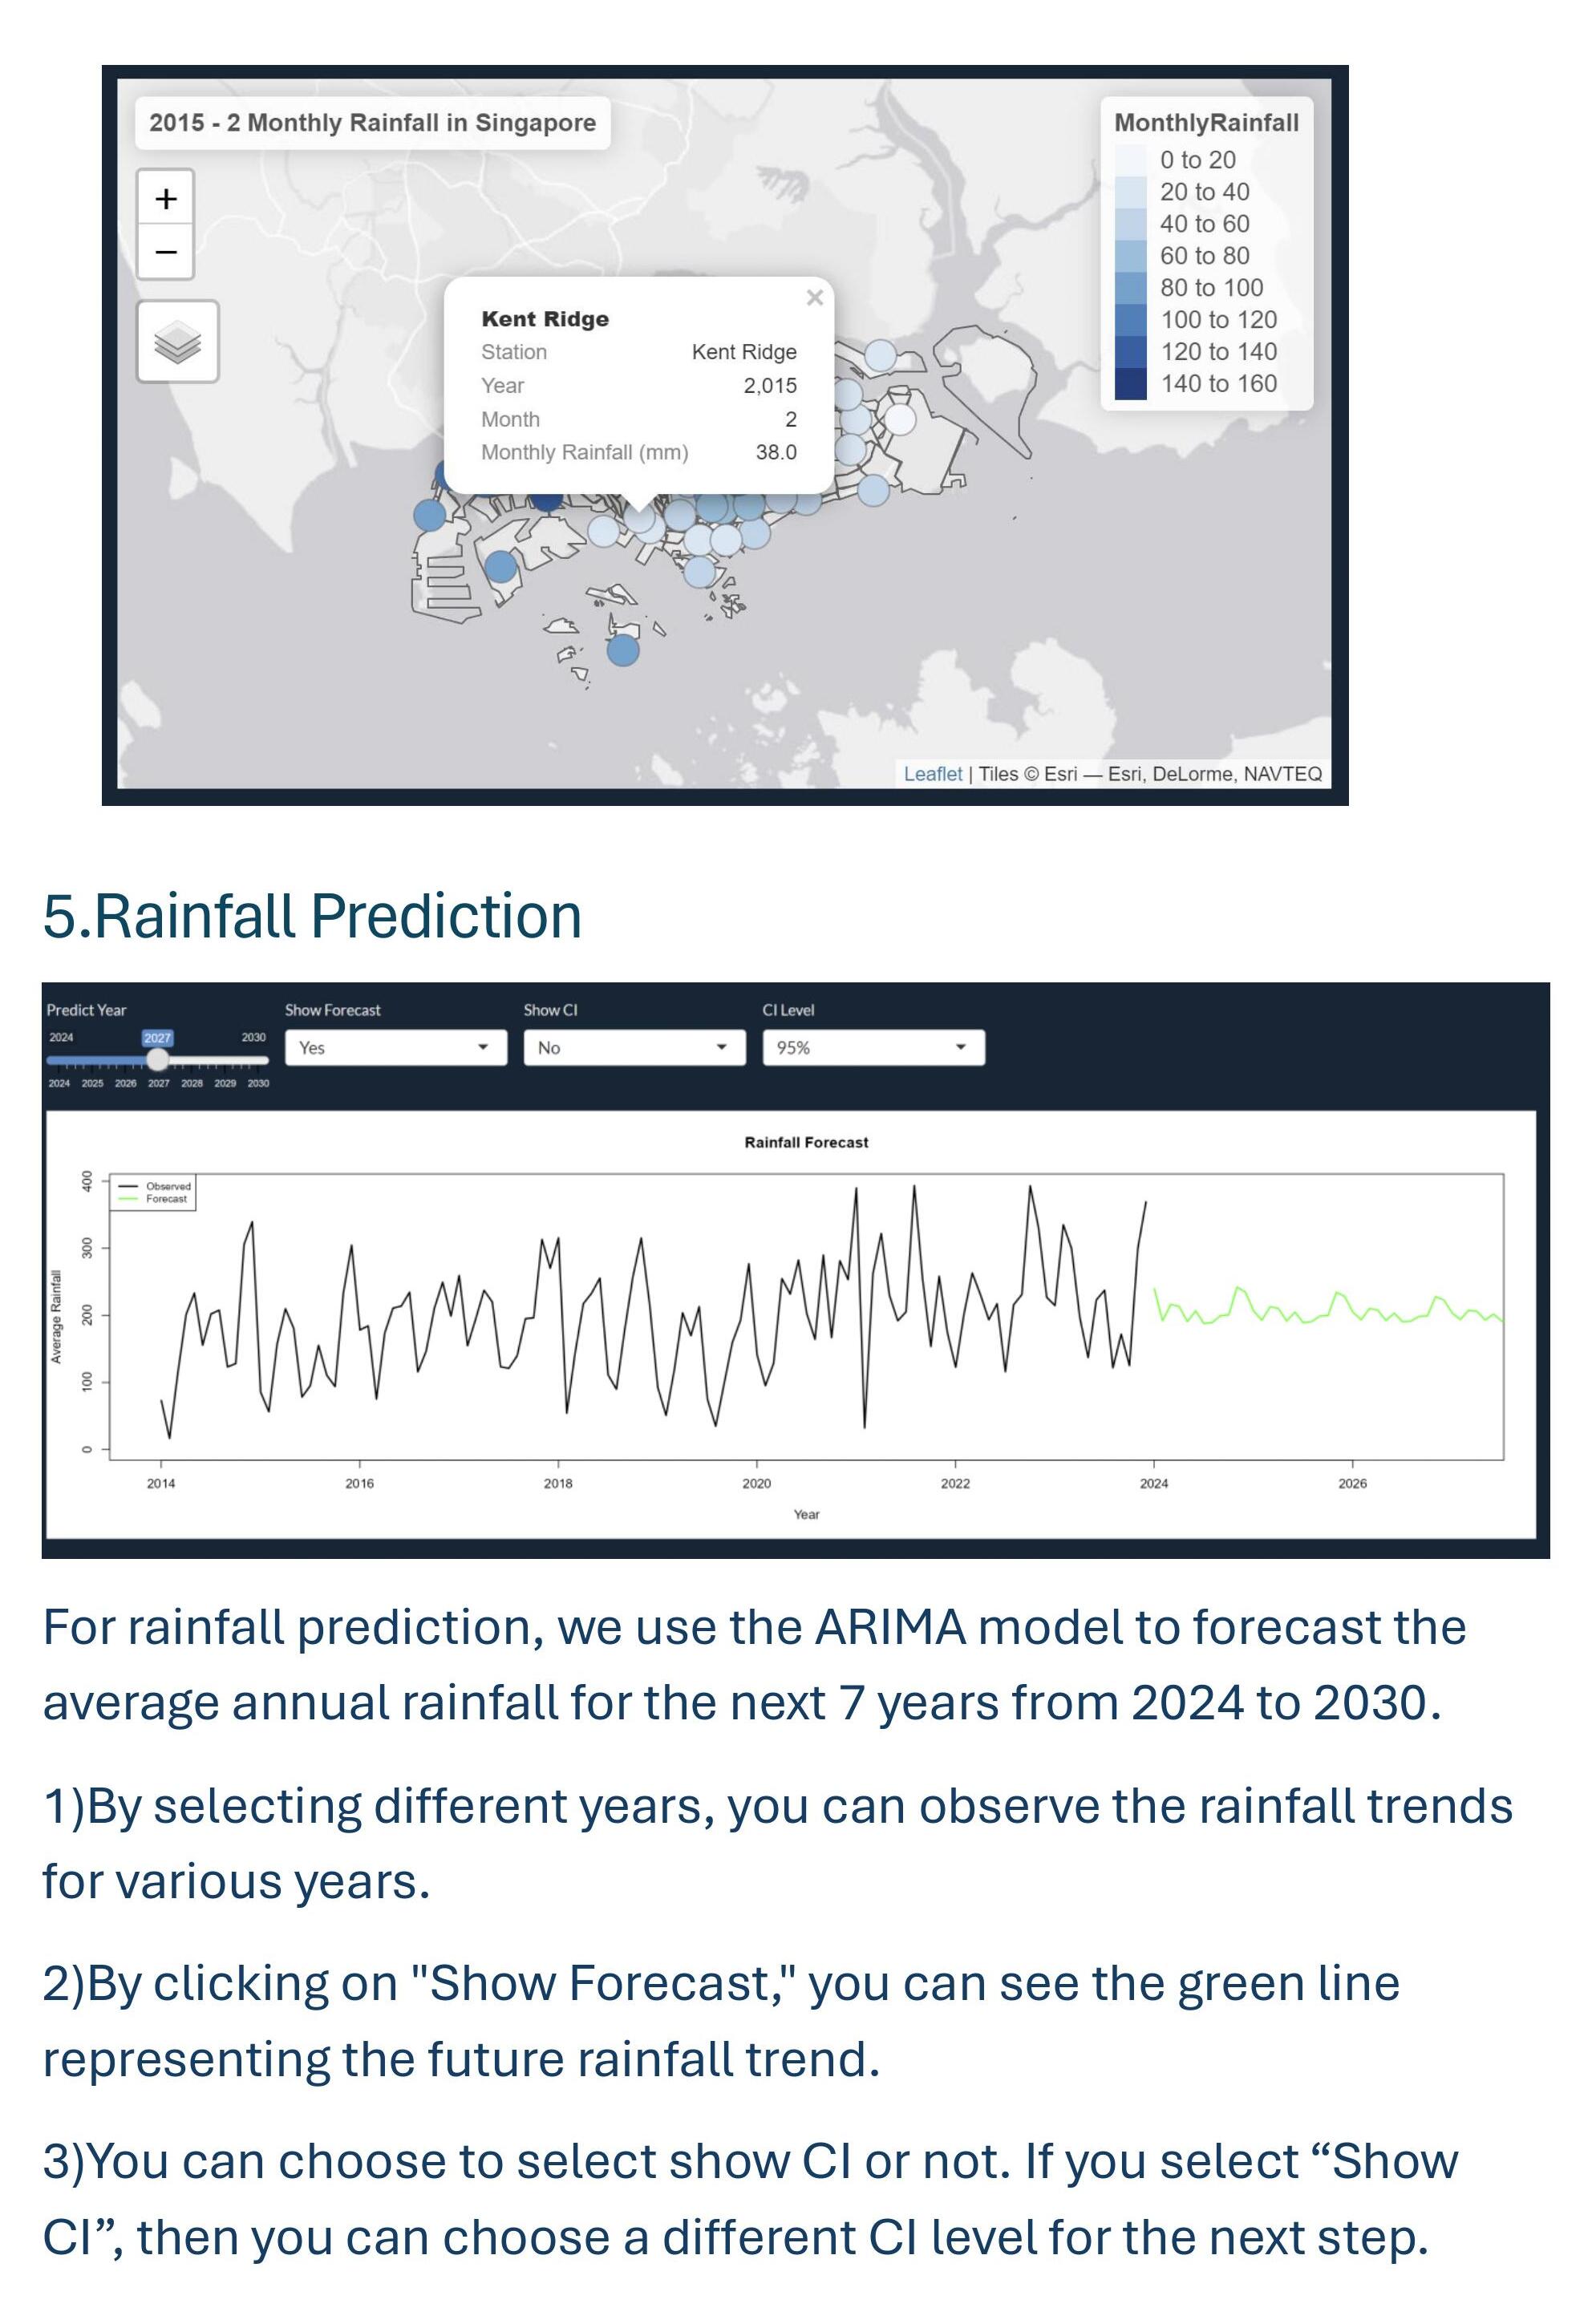 2015 - 2 Monthly Rainfall in Singapore
+
−
MonthlyRainfall
0 to 20
20 to 40
40 to 60
60 to 80
80 to 100
100 to 120
120 to 140
140 to 160
×
Kent Ridge
Station Kent Ridge
Year 2,015
Month 2
Monthly Rainfall (mm) 38.0
Leaflet | Tiles © Esri — Esri, DeLorme, NAVTEQ
5.Rainfall Prediction
Predict Year Show Forecast Show CI CI Level
2024 2027 2030
Yes No 95%
2024 2025 2026 2027 2028 2029 2030
Rainfall Forecast
Observed
Forecast
Average Rainfall
400
300
200
100
0
2014 2016 2018 2020 2022 2024 2026
Year
For rainfall prediction, we use the ARIMA model to forecast the
average annual rainfall for the next 7 years from 2024 to 2030.
1)By selecting different years, you can observe the rainfall trends
for various years.
2)By clicking on "Show Forecast," you can see the green line
representing the future rainfall trend.
3)You can choose to select show CI or not. If you select “Show
CI”, then you can choose a different CI level for the next step.